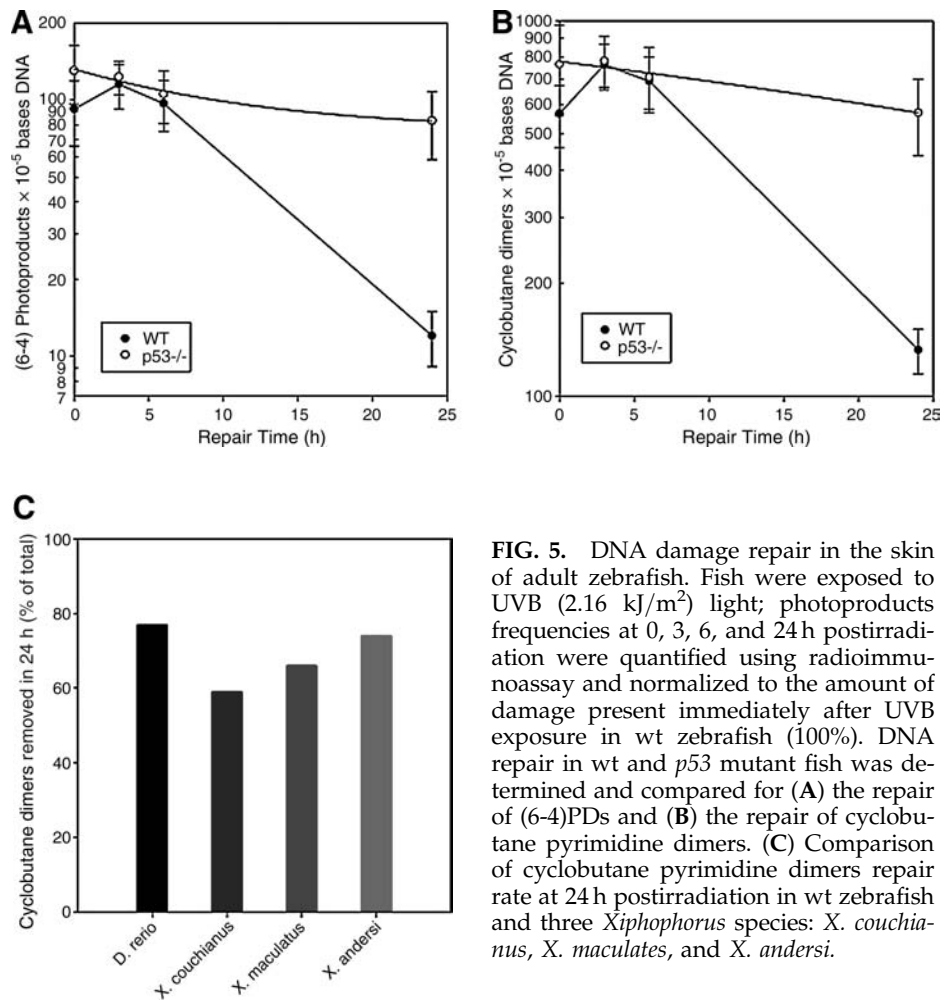 A
(6-4) Photoproducts × 10⁻⁵ bases DNA
200
100
90
80
70
60
50
40
30
20
10
9
8
7
WT
p53-/-
0 5 10 15 20 25
Repair Time (h)
B
Cyclobutane dimers × 10⁻⁵ bases DNA
1000
900
800
700
600
500
400
300
200
100
WT
p53-/-
0 5 10 15 20 25
Repair Time (h)
C
Cyclobutane dimers removed in 24 h (% of total)
100
80
60
40
20
0
D. rerio
X. couchianus
X. maculatus
X. andersi
FIG. 5. DNA damage repair in the skin
of adult zebrafish. Fish were exposed to
UVB (2.16 kJ/m²) light; photoproducts
frequencies at 0, 3, 6, and 24 h postirradi-
ation were quantified using radioimmu-
noassay and normalized to the amount of
damage present immediately after UVB
exposure in wt zebrafish (100%). DNA
repair in wt and p53 mutant fish was de-
termined and compared for (A) the repair
of (6-4)PDs and (B) the repair of cyclobu-
tane pyrimidine dimers. (C) Comparison
of cyclobutane pyrimidine dimers repair
rate at 24 h postirradiation in wt zebrafish
and three Xiphophorus species: X. couchia-
nus, X. maculates, and X. andersi.